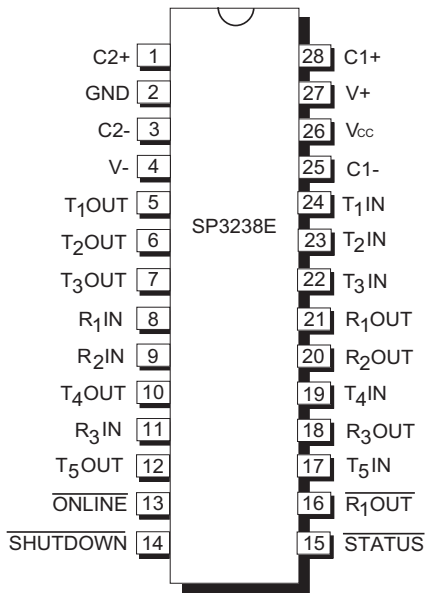 C2+ 1 28 C1+
GND 2 27 V+
C2- 3 26 Vcc
V- 4 25 C1-
T1OUT 5 24 T1IN
SP3238E
T2OUT 6 23 T2IN
T3OUT 7 22 T3IN
R1IN 8 21 R1OUT
R2IN 9 20 R2OUT
T4OUT 10 19 T4IN
R3IN 11 18 R3OUT
T5OUT 12 17 T5IN
ONLINE 13 16 R1OUT
SHUTDOWN 14 15 STATUS